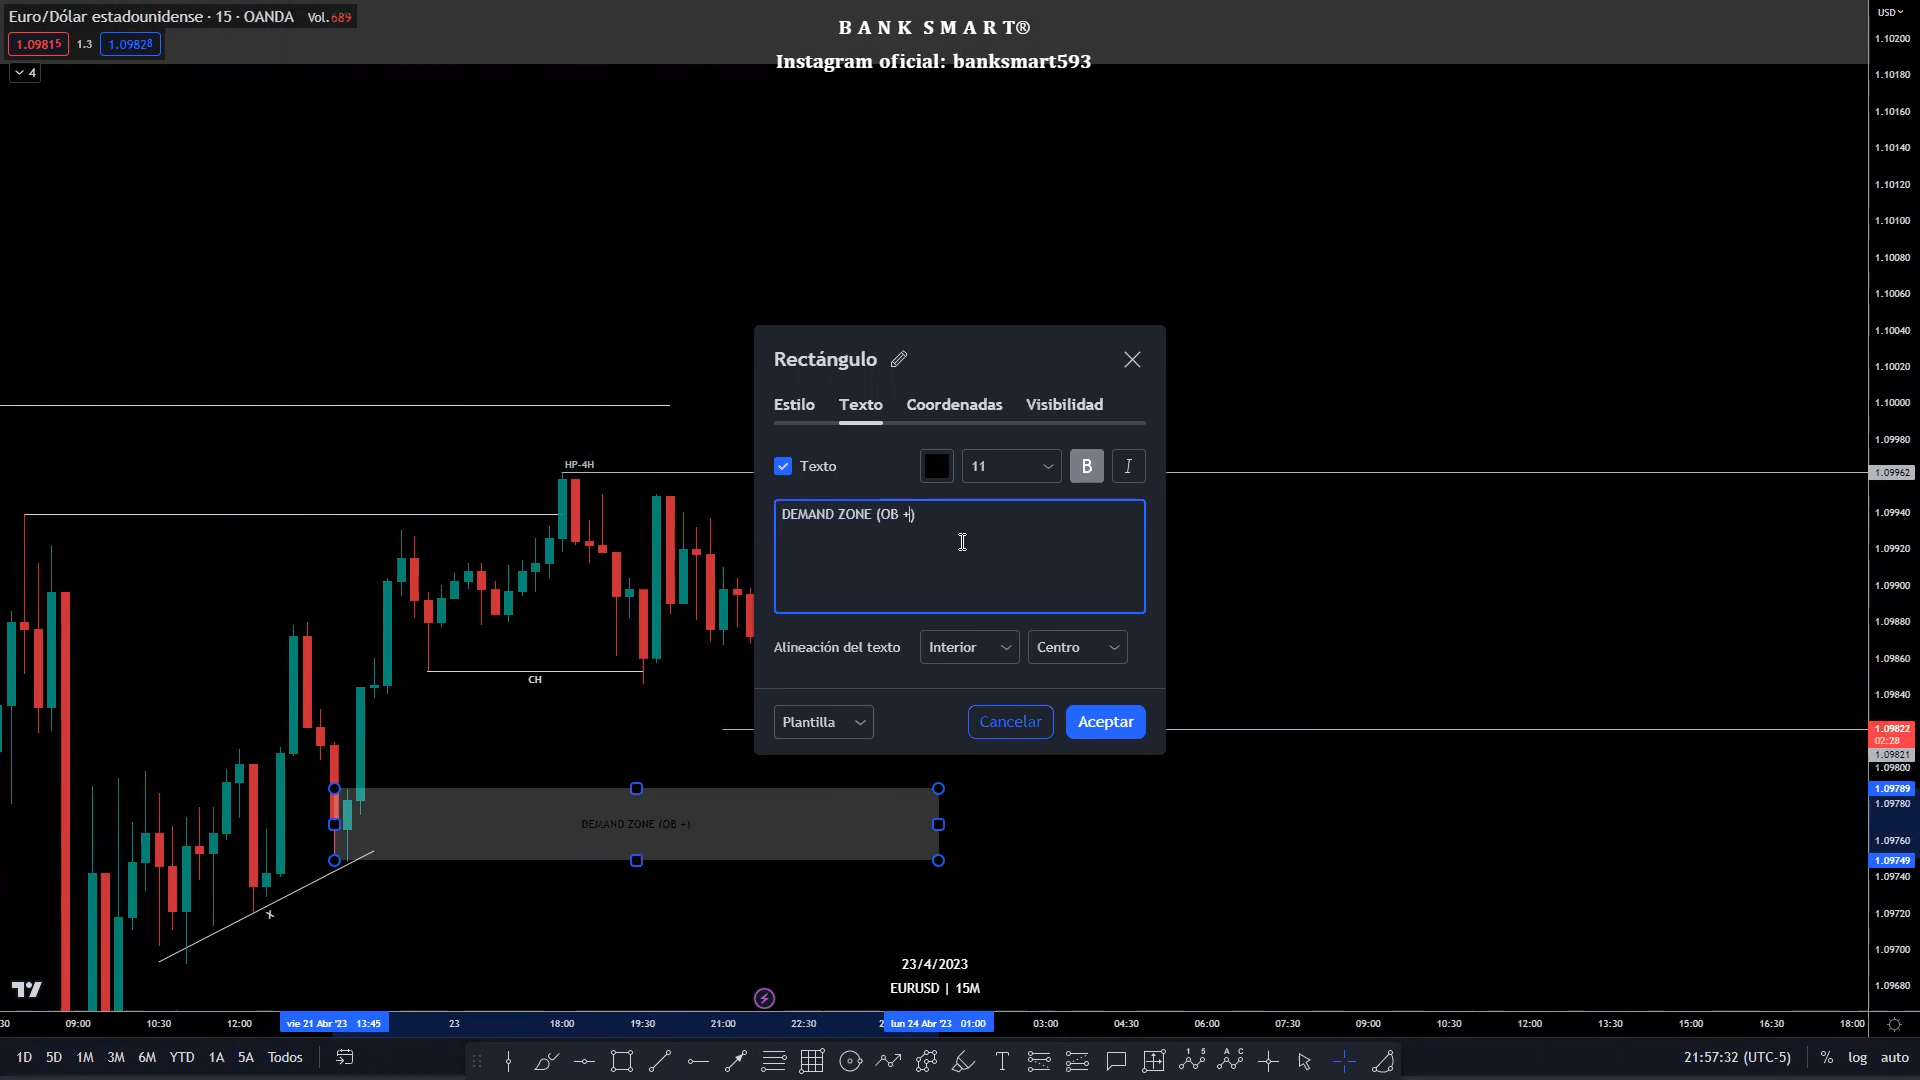 Euro/Dólar estadounidense · 15 · OANDA Vol. 689
1.09815 1.3 1.09828
4
B A N K S M A R T®
Instagram oficial: banksmart593
USD
1.10200
1.10180
1.10160
1.10140
1.10120
1.10100
1.10080
1.10060
1.10040
1.10020
1.10000
1.09980
1.09962
1.09940
1.09920
1.09900
1.09880
1.09860
1.09840
1.09822
02:28
1.09821
1.09800
1.09789
1.09780
1.09760
1.09749
1.09740
1.09720
1.09700
1.09680
HP-4H
CH
X
Rectángulo
Estilo Texto Coordenadas Visibilidad
Texto 11 B I
DEMAND ZONE (OB +)
Alineación del texto Interior Centro
Plantilla Cancelar Aceptar
DEMAND ZONE (OB +)
23/4/2023
EURUSD | 15M
30 09:00 10:30 12:00 vie 21 Abr '23 13:45 23 18:00 19:30 21:00 22:30 2 lun 24 Abr '23 01:00 03:00 04:30 06:00 07:30 09:00 10:30 12:00 13:30 15:00 16:30 18:00
1D 5D 1M 3M 6M YTD 1A 5A Todos
T
1 5
A C
21:57:32 (UTC-5) % log auto